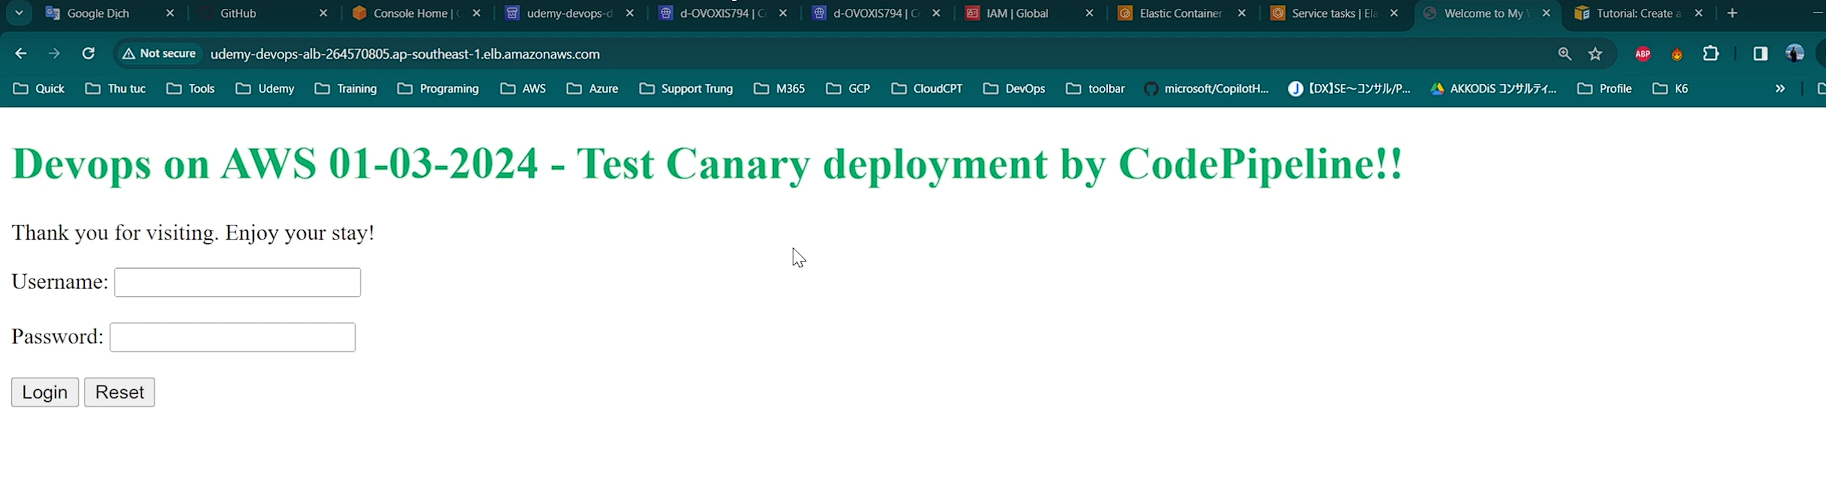 Google Dịch GitHub Console Home | udemy-devops-d d-OVOXIS794 | C d-OVOXIS794 | C IAM | Global Elastic Container Service tasks | Ela Welcome to My Tutorial: Create a
Not secure udemy-devops-alb-264570805.ap-southeast-1.elb.amazonaws.com ABP
Quick Thu tuc Tools Udemy Training Programing AWS Azure Support Trung M365 GCP CloudCPT DevOps toolbar microsoft/CopilotH... 【DX】SE~コンサル/P... AKKODiS コンサルティ... Profile K6 »
Devops on AWS 01-03-2024 - Test Canary deployment by CodePipeline!!
Thank you for visiting. Enjoy your stay!
Username:
Password:
Login Reset